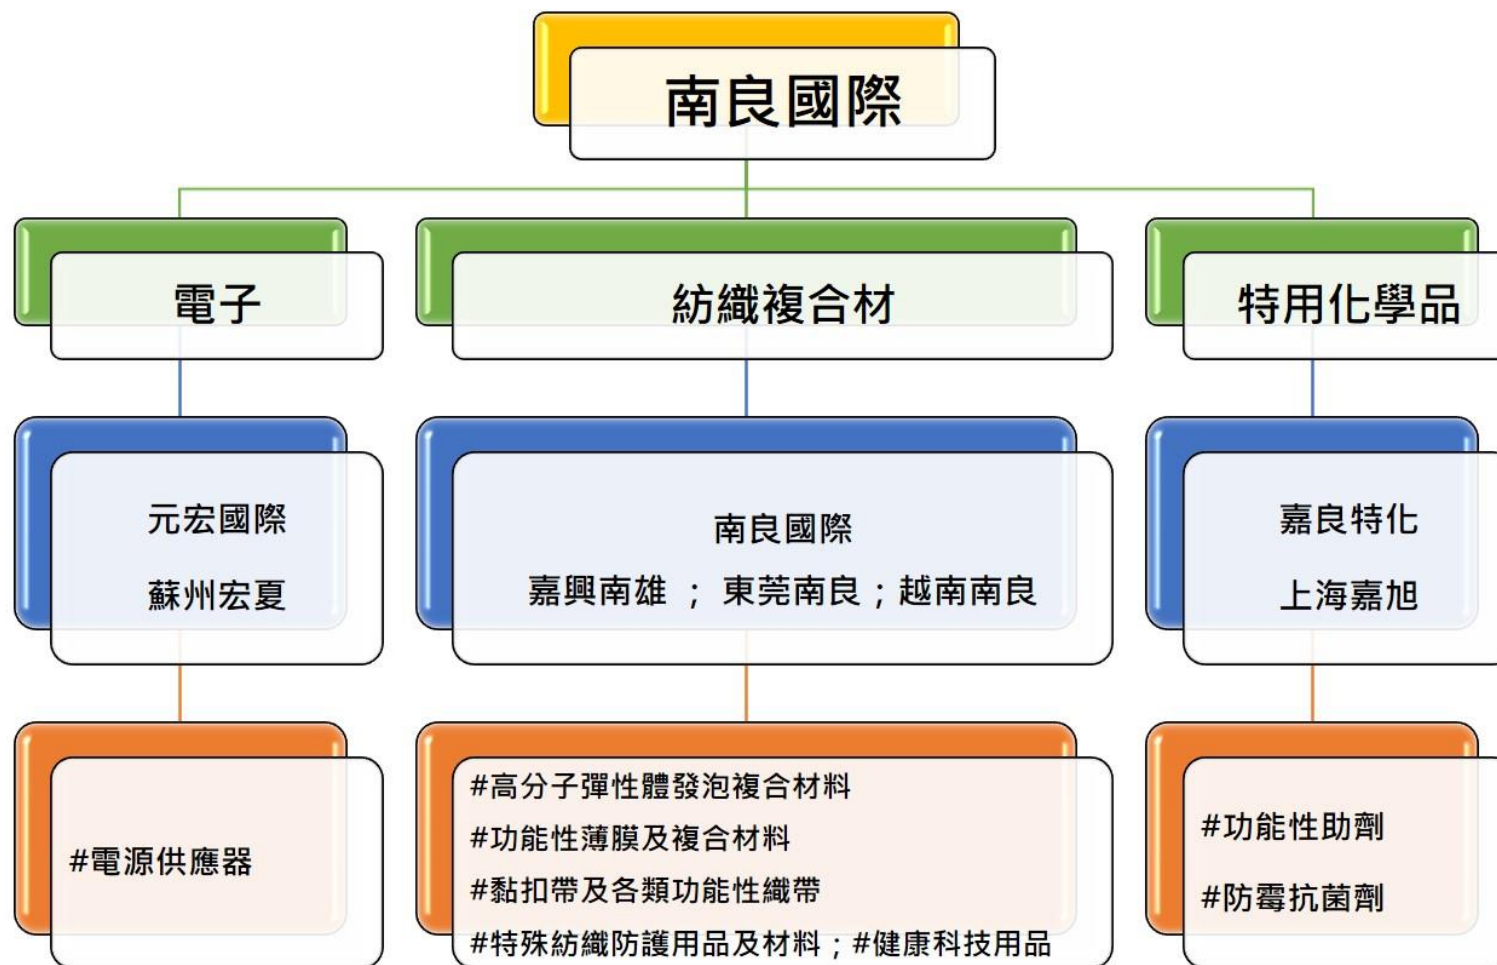 南良國際
電子
紡織複合材
特用化學品
元宏國際
蘇州宏夏
南良國際
嘉興南雄 ; 東莞南良 ; 越南南良
嘉良特化
上海嘉旭
#電源供應器
#高分子彈性體發泡複合材料
#功能性薄膜及複合材料
#黏扣帶及各類功能性織帶
#特殊紡織防護用品及材料 ; #健康科技用品
#功能性助劑
#防霉抗菌劑